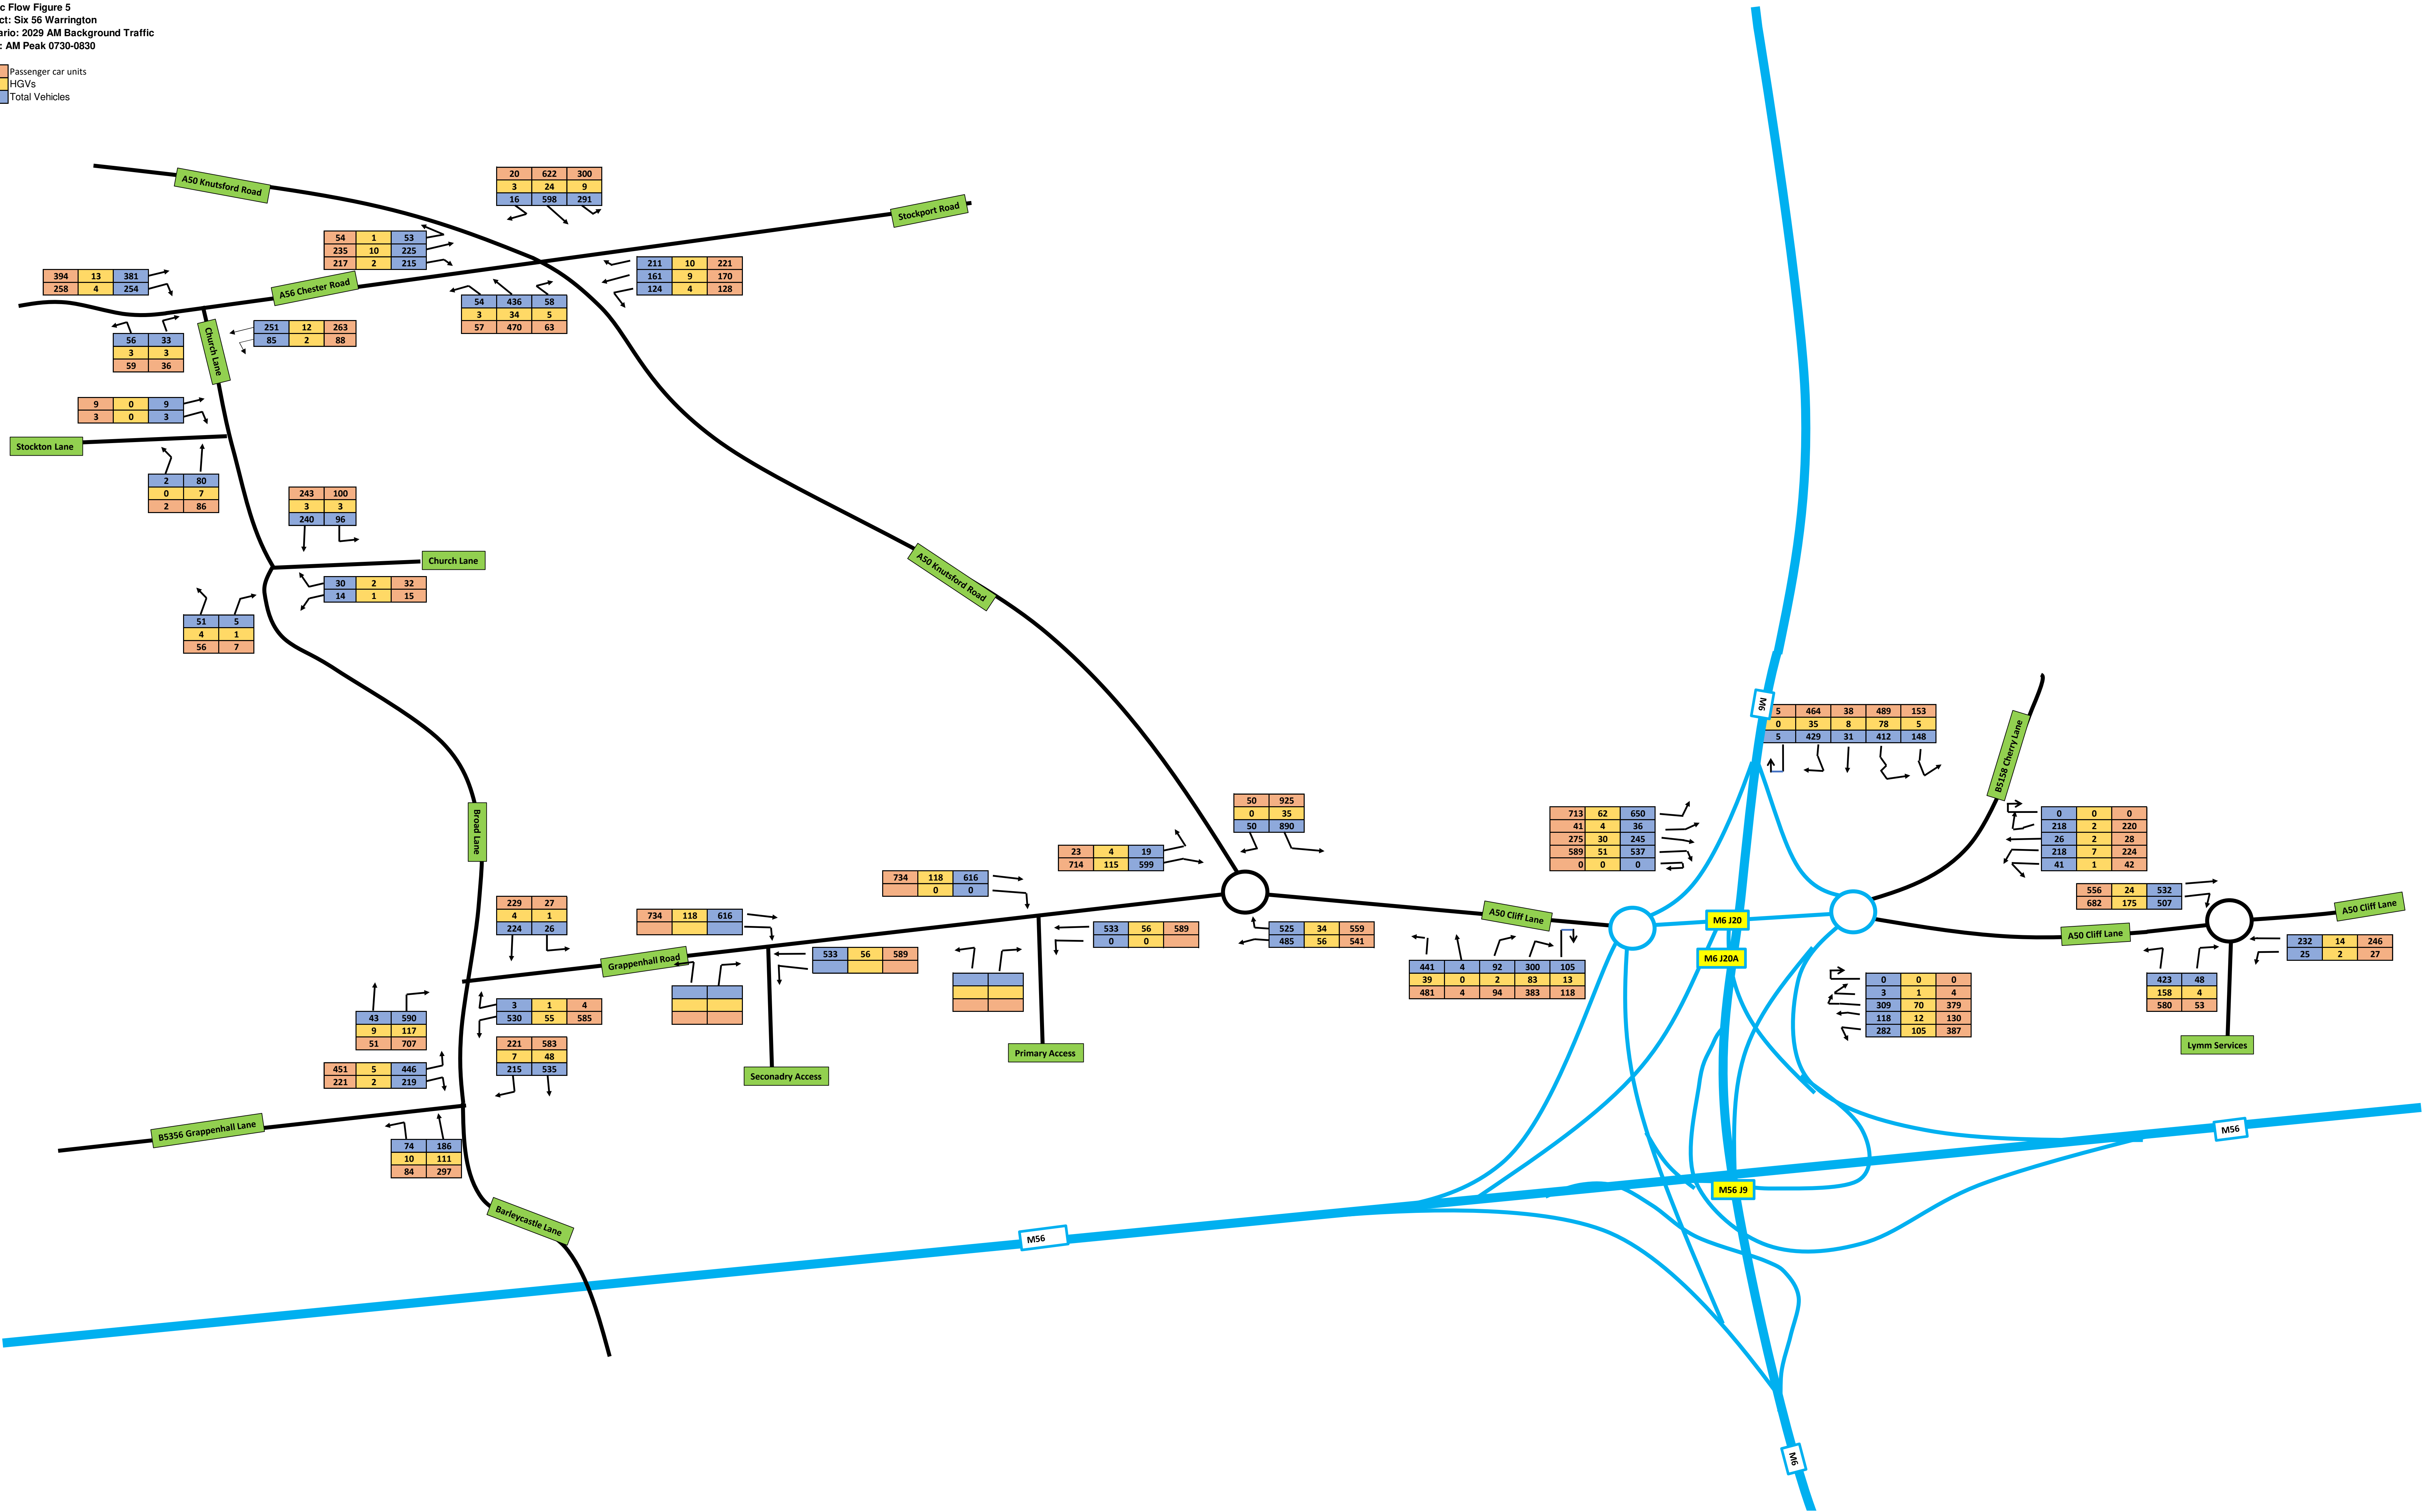 c Flow Figure 5
ct: Six 56 Warrington
ario: 2029 AM Background Traffic
: AM Peak 0730-0830
Passenger car units
HGVs
Total Vehicles
A50 Knutsford Road
20 622 300
3 24 9
16 598 291
Stockport Road
54 1 53
235 10 225
217 2 215
394 13 381
258 4 254
A56 Chester Road
211 10 221
161 9 170
124 4 128
54 436 58
3 34 5
57 470 63
Church Lane
251 12 263
85 2 88
56 33
3 3
59 36
9 0 9
3 0 3
Stockton Lane
2 80
0 7
2 86
243 100
3 3
240 96
Church Lane
30 2 32
14 1 15
51 5
4 1
56 7
A50 Knutsford Road
M6
5 464 38 489 153
0 35 8 78 5
5 429 31 412 148
B5158 Cherry Lane
Broad Lane
50 925
0 35
50 890
713 62 650
41 4 36
275 30 245
589 51 537
0 0 0
0 0 0
218 2 220
26 2 28
218 7 224
41 1 42
23 4 19
714 115 599
734 118 616
0 0
556 24 532
682 175 507
229 27
4 1
224 26
734 118 616
A50 Cliff Lane
M6 J20
A50 Cliff Lane
A50 Cliff Lane
533 56 589
0 0
525 34 559
485 56 541
232 14 246
25 2 27
Grappenhall Road
533 56 589
M6 J20A
441 4 92 300 105
39 0 2 83 13
481 4 94 383 118
0 0 0
3 1 4
309 70 379
118 12 130
282 105 387
423 48
158 4
580 53
3 1 4
530 55 585
43 590
9 117
51 707
Lymm Services
221 583
7 48
215 535
Primary Access
Seconadry Access
451 5 446
221 2 219
B5356 Grappenhall Lane
74 186
10 111
84 297
M56
M56 J9
Barleycastle Lane
M56
M6